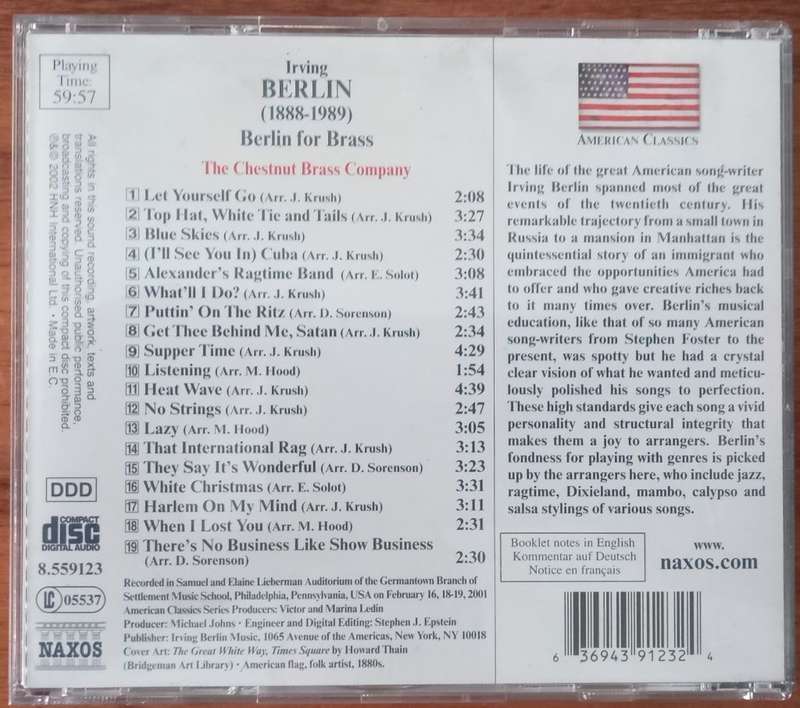 Playing
Time:
59:57
All rights in this sound recording, artwork, texts and
translations reserved. Unauthorised public performance,
broadcasting and copying of this compact disc prohibited.
℗ & © 2002 HNH International Ltd. • Made in E.C.
DDD
COMPACT
disc
DIGITAL AUDIO
8.559123
LC 05537
NAXOS
Irving
BERLIN
(1888-1989)
Berlin for Brass
The Chestnut Brass Company
1 Let Yourself Go (Arr. J. Krush) 2:08
2 Top Hat, White Tie and Tails (Arr. J. Krush) 3:27
3 Blue Skies (Arr. J. Krush) 3:34
4 (I'll See You In) Cuba (Arr. J. Krush) 2:30
5 Alexander's Ragtime Band (Arr. E. Solot) 3:08
6 What'll I Do? (Arr. J. Krush) 3:41
7 Puttin' On The Ritz (Arr. D. Sorenson) 2:43
8 Get Thee Behind Me, Satan (Arr. J. Krush) 2:34
9 Supper Time (Arr. J. Krush) 4:29
10 Listening (Arr. M. Hood) 1:54
11 Heat Wave (Arr. J. Krush) 4:39
12 No Strings (Arr. J. Krush) 2:47
13 Lazy (Arr. M. Hood) 3:05
14 That International Rag (Arr. J. Krush) 3:13
15 They Say It's Wonderful (Arr. D. Sorenson) 3:23
16 White Christmas (Arr. E. Solot) 3:31
17 Harlem On My Mind (Arr. J. Krush) 3:11
18 When I Lost You (Arr. M. Hood) 2:31
19 There's No Business Like Show Business
(Arr. D. Sorenson) 2:30
Recorded in Samuel and Elaine Lieberman Auditorium of the Germantown Branch of
Settlement Music School, Philadelphia, Pennsylvania, USA on February 16, 18-19, 2001
American Classics Series Producers: Victor and Marina Ledin
Producer: Michael Johns • Engineer and Digital Editing: Stephen J. Epstein
Publisher: Irving Berlin Music, 1065 Avenue of the Americas, New York, NY 10018
Cover Art: The Great White Way, Times Square by Howard Thain
(Bridgeman Art Library) • American flag, folk artist, 1880s.
AMERICAN CLASSICS
The life of the great American song-writer
Irving Berlin spanned most of the great
events of the twentieth century. His
remarkable trajectory from a small town in
Russia to a mansion in Manhattan is the
quintessential story of an immigrant who
embraced the opportunities America had
to offer and who gave creative riches back
to it many times over. Berlin's musical
education, like that of so many American
song-writers from Stephen Foster to the
present, was spotty but he had a crystal
clear vision of what he wanted and meticu-
lously polished his songs to perfection.
These high standards give each song a vivid
personality and structural integrity that
makes them a joy to arrangers. Berlin's
fondness for playing with genres is picked
up by the arrangers here, who include jazz,
ragtime, Dixieland, mambo, calypso and
salsa stylings of various songs.
Booklet notes in English
Kommentar auf Deutsch
Notice en français
www.
naxos.com
6 36943 91232 4